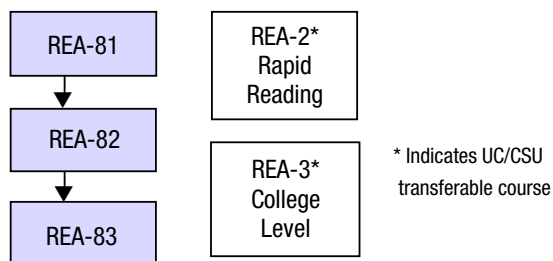 REA-81
REA-82
REA-83
REA-2*
Rapid
Reading
REA-3*
College
Level
* Indicates UC/CSU
transferable course